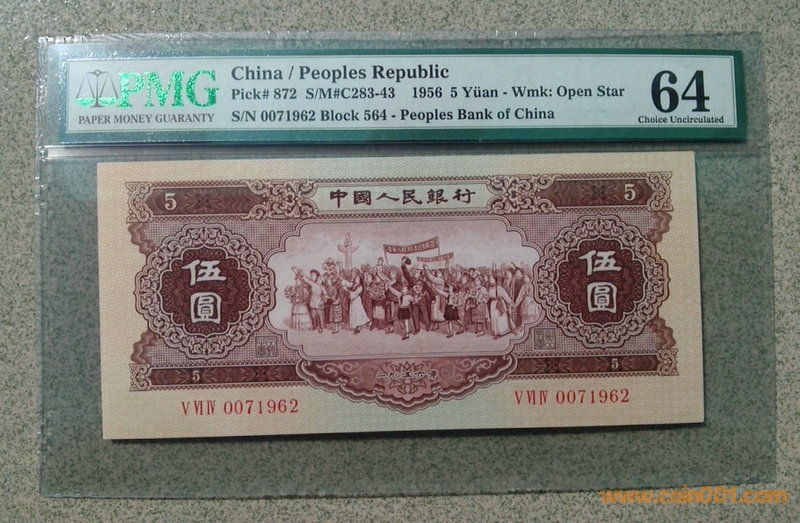 PMG
PAPER MONEY GUARANTY
China / Peoples Republic
Pick# 872 S/M#C283-43 1956 5 Yüan - Wmk: Open Star
S/N 0071962 Block 564 - Peoples Bank of China
64
Choice Uncirculated
5 中國人民銀行 5
伍圓 伍圓
5 一九五六年 5
V VI IV 0071962 V VI IV 0071962
www.csin001.com